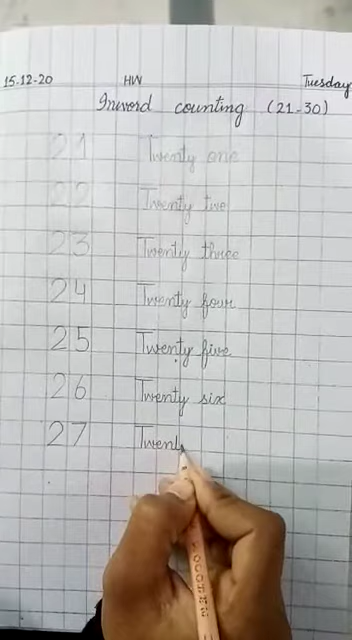 15-12-20 HW Tuesday
Inword counting (21-30)
21 Twenty one
22 Twenty two
23 Twenty three
24 Twenty four
25 Twenty five
26 Twenty six
27 Twent